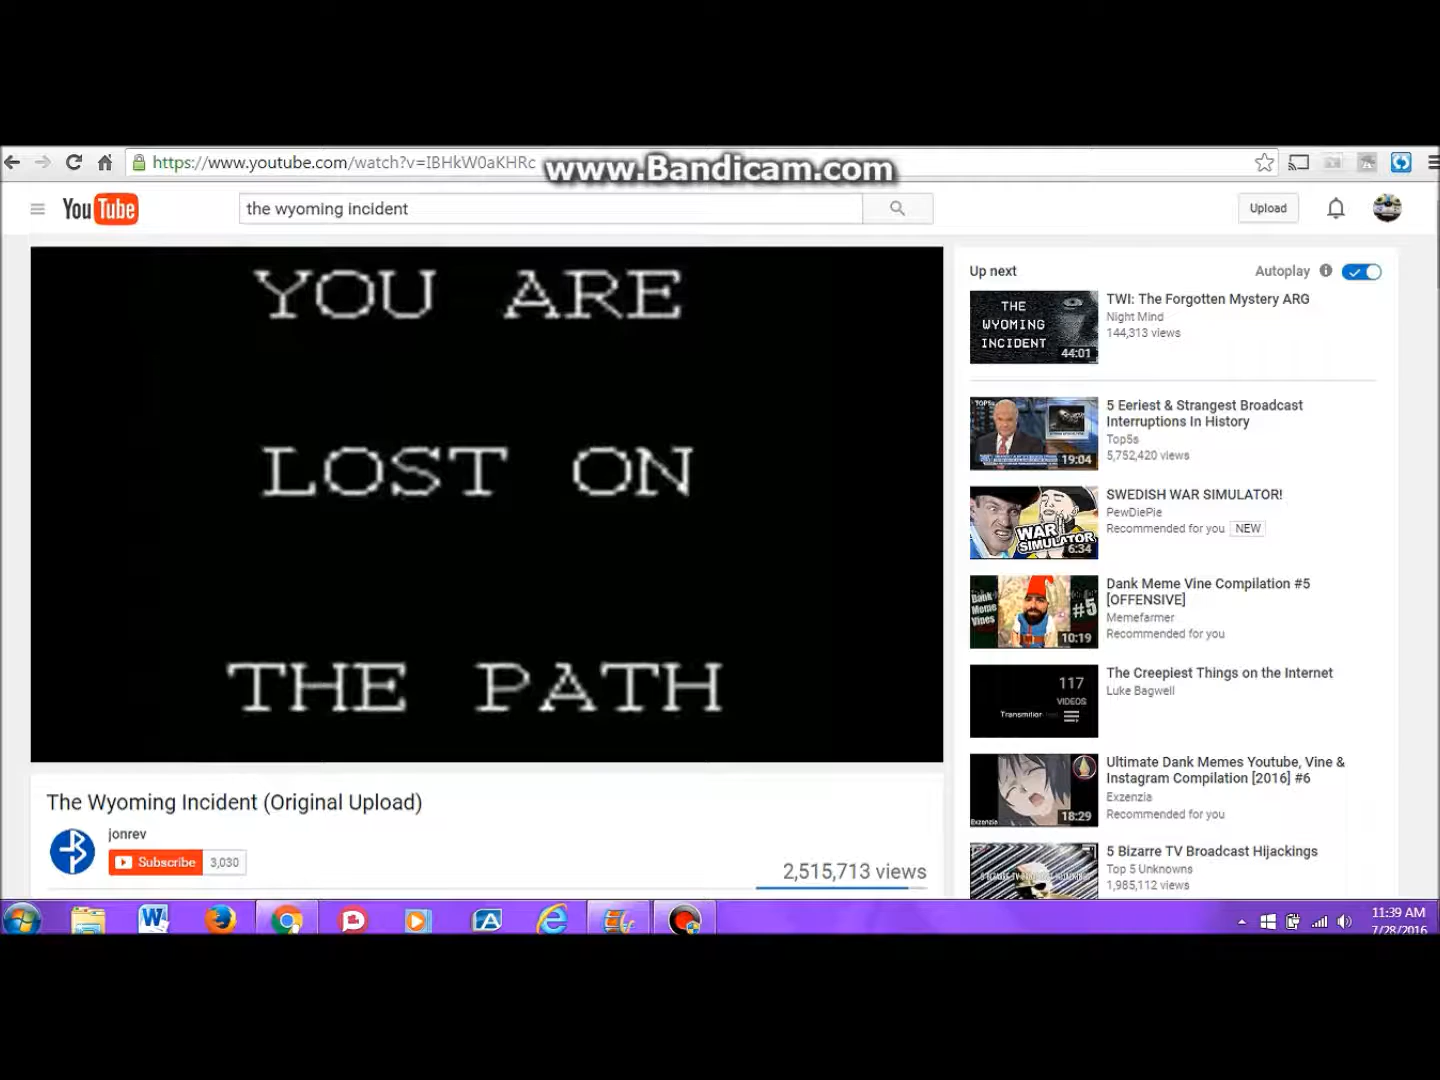 https://www.youtube.com/watch?v=IBHkW0aKHRc
www.Bandicam.com
YouTube
the wyoming incident
Upload
YOU ARE
LOST ON
THE PATH
The Wyoming Incident (Original Upload)
jonrev
Subscribe 3,030
2,515,713 views
Up next
Autoplay
THE
WYOMING
INCIDENT
44:01
TWI: The Forgotten Mystery ARG
Night Mind
144,313 views
TOP5s
19:04
5 Eeriest & Strangest Broadcast
Interruptions In History
Top5s
5,752,420 views
WAR
SIMULATOR
6:34
SWEDISH WAR SIMULATOR!
PewDiePie
Recommended for you NEW
Dank
Meme
Vines
#5
10:19
Dank Meme Vine Compilation #5
[OFFENSIVE]
Memefarmer
Recommended for you
117
VIDEOS
The Creepiest Things on the Internet
Luke Bagwell
Exzenzia
18:29
Ultimate Dank Memes Youtube, Vine &
Instagram Compilation [2016] #6
Exzenzia
Recommended for you
5 Bizarre TV Broadcast Hijackings
Top 5 Unknowns
1,985,112 views
11:39 AM
7/28/2016